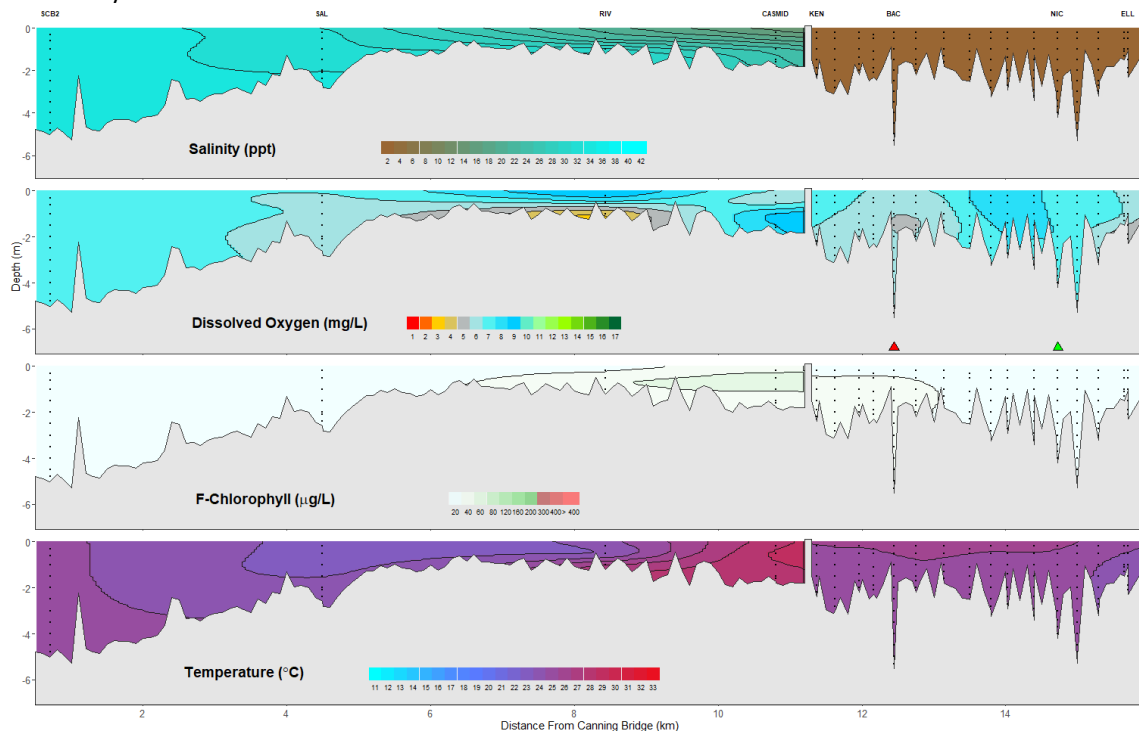 SCB2 SAL RIV CASMID KEN BAC NIC ELL
0
-2
-4
-6
Salinity (ppt)
2 4 6 8 10 12 14 16 18 20 22 24 26 28 30 32 34 36 38 40 42
0
-2
-4
-6
Depth (m)
Dissolved Oxygen (mg/L)
1 2 3 4 5 6 7 8 9 10 11 12 13 14 15 16 17
0
-2
-4
-6
F-Chlorophyll (μg/L)
20 40 60 80 120 160 200 300 400 > 400
0
-2
-4
-6
Temperature (°C)
11 12 13 14 15 16 17 18 19 20 21 22 23 24 25 26 27 28 29 30 31 32 33
2 4 6 8 10 12 14
Distance From Canning Bridge (km)